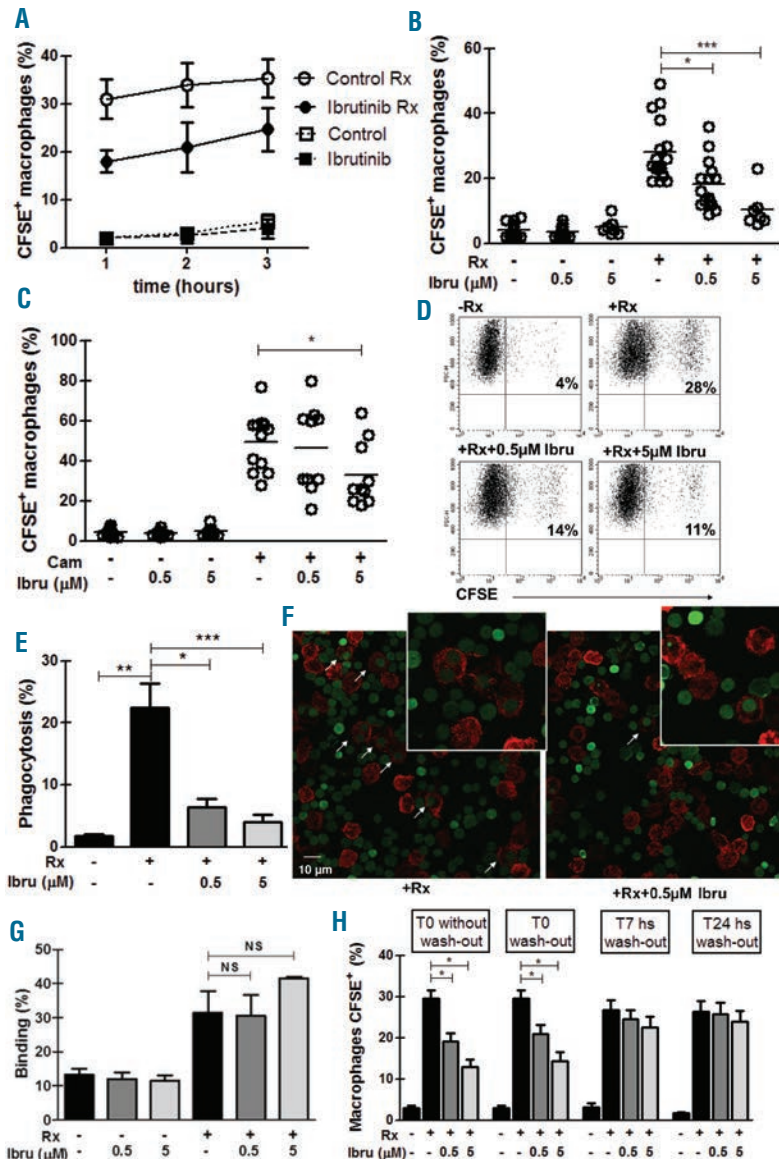 A
CFSE+ macrophages (%)
40
30
20
10
0
1 2 3
time (hours)
Control Rx
Ibrutinib Rx
Control
Ibrutinib
B
CFSE+ macrophages (%)
60
40
20
0
***
*
Rx - - - + + +
Ibru (μM) - 0.5 5 - 0.5 5
C
CFSE+ macrophages (%)
100
80
60
40
20
0
*
Cam - - - + + +
Ibru (μM) - 0.5 5 - 0.5 5
D
-Rx
4%
+Rx
28%
+Rx+0.5μM Ibru
14%
+Rx+5μM Ibru
11%
CFSE
E
Phagocytosis (%)
30
20
10
0
***
** *
Rx - + + +
Ibru (μM) - - 0.5 5
F
10 μm
+Rx
+Rx+0.5μM Ibru
G
Binding (%)
50
40
30
20
10
0
NS
NS
Rx - - - + + +
Ibru (μM) - 0.5 5 - 0.5 5
H
T0 without wash-out
T0 wash-out
T7 hs wash-out
T24 hs wash-out
Macrophages CFSE+ (%)
40
30
20
10
0
* *
* *
Rx - + + + - + + + - + + + - + + +
Ibru (μM) - - 0.5 5 - - 0.5 5 - - 0.5 5 - - 0.5 5